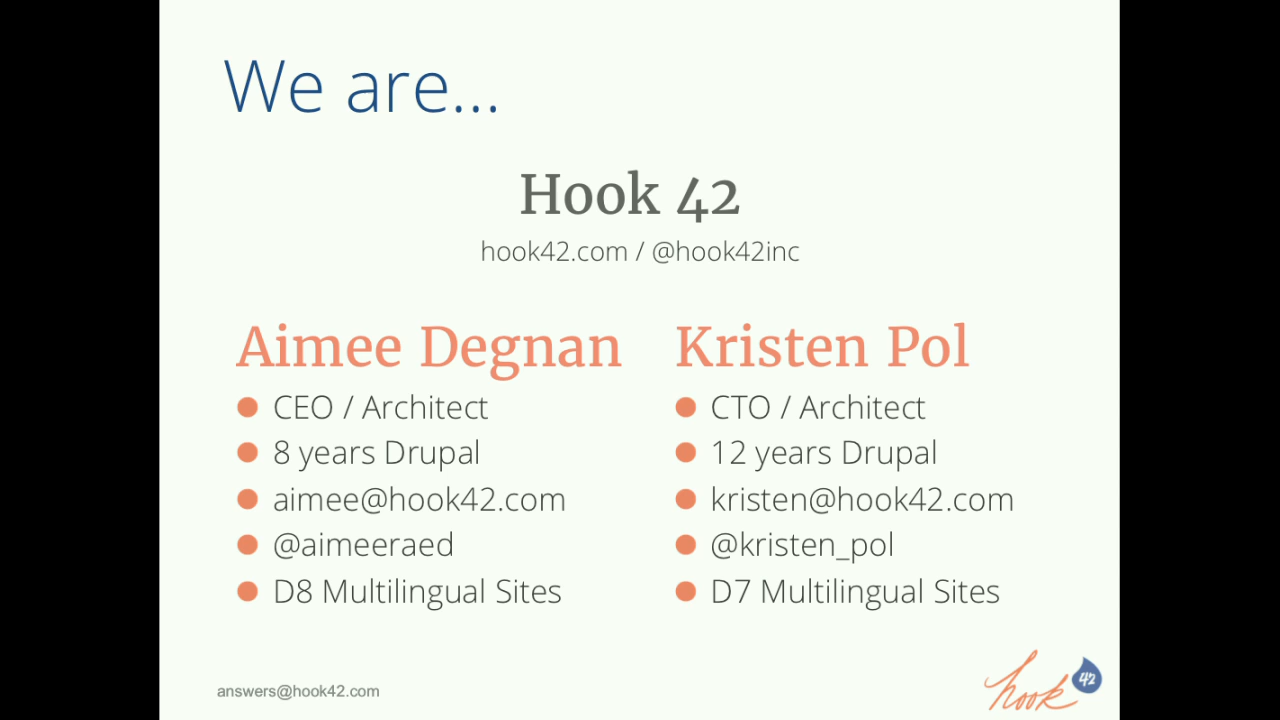 We are...
Hook 42
hook42.com / @hook42inc
Aimee Degnan
CEO / Architect
8 years Drupal
aimee@hook42.com
@aimeeraed
D8 Multilingual Sites
Kristen Pol
CTO / Architect
12 years Drupal
kristen@hook42.com
@kristen_pol
D7 Multilingual Sites
answers@hook42.com
hook 42